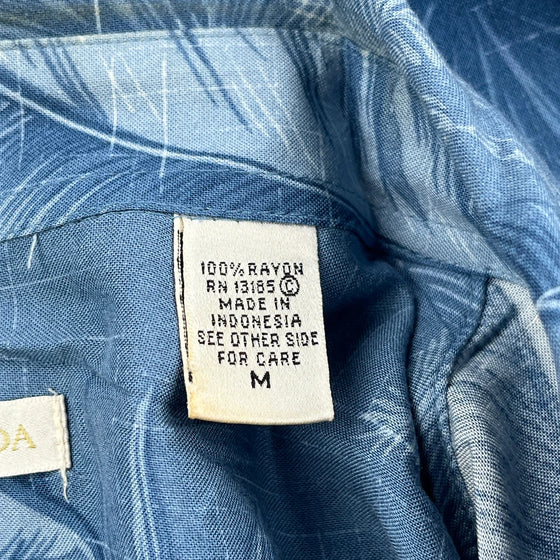 100% RAYON
RN 13185 ©
MADE IN
INDONESIA
SEE OTHER SIDE
FOR CARE
M